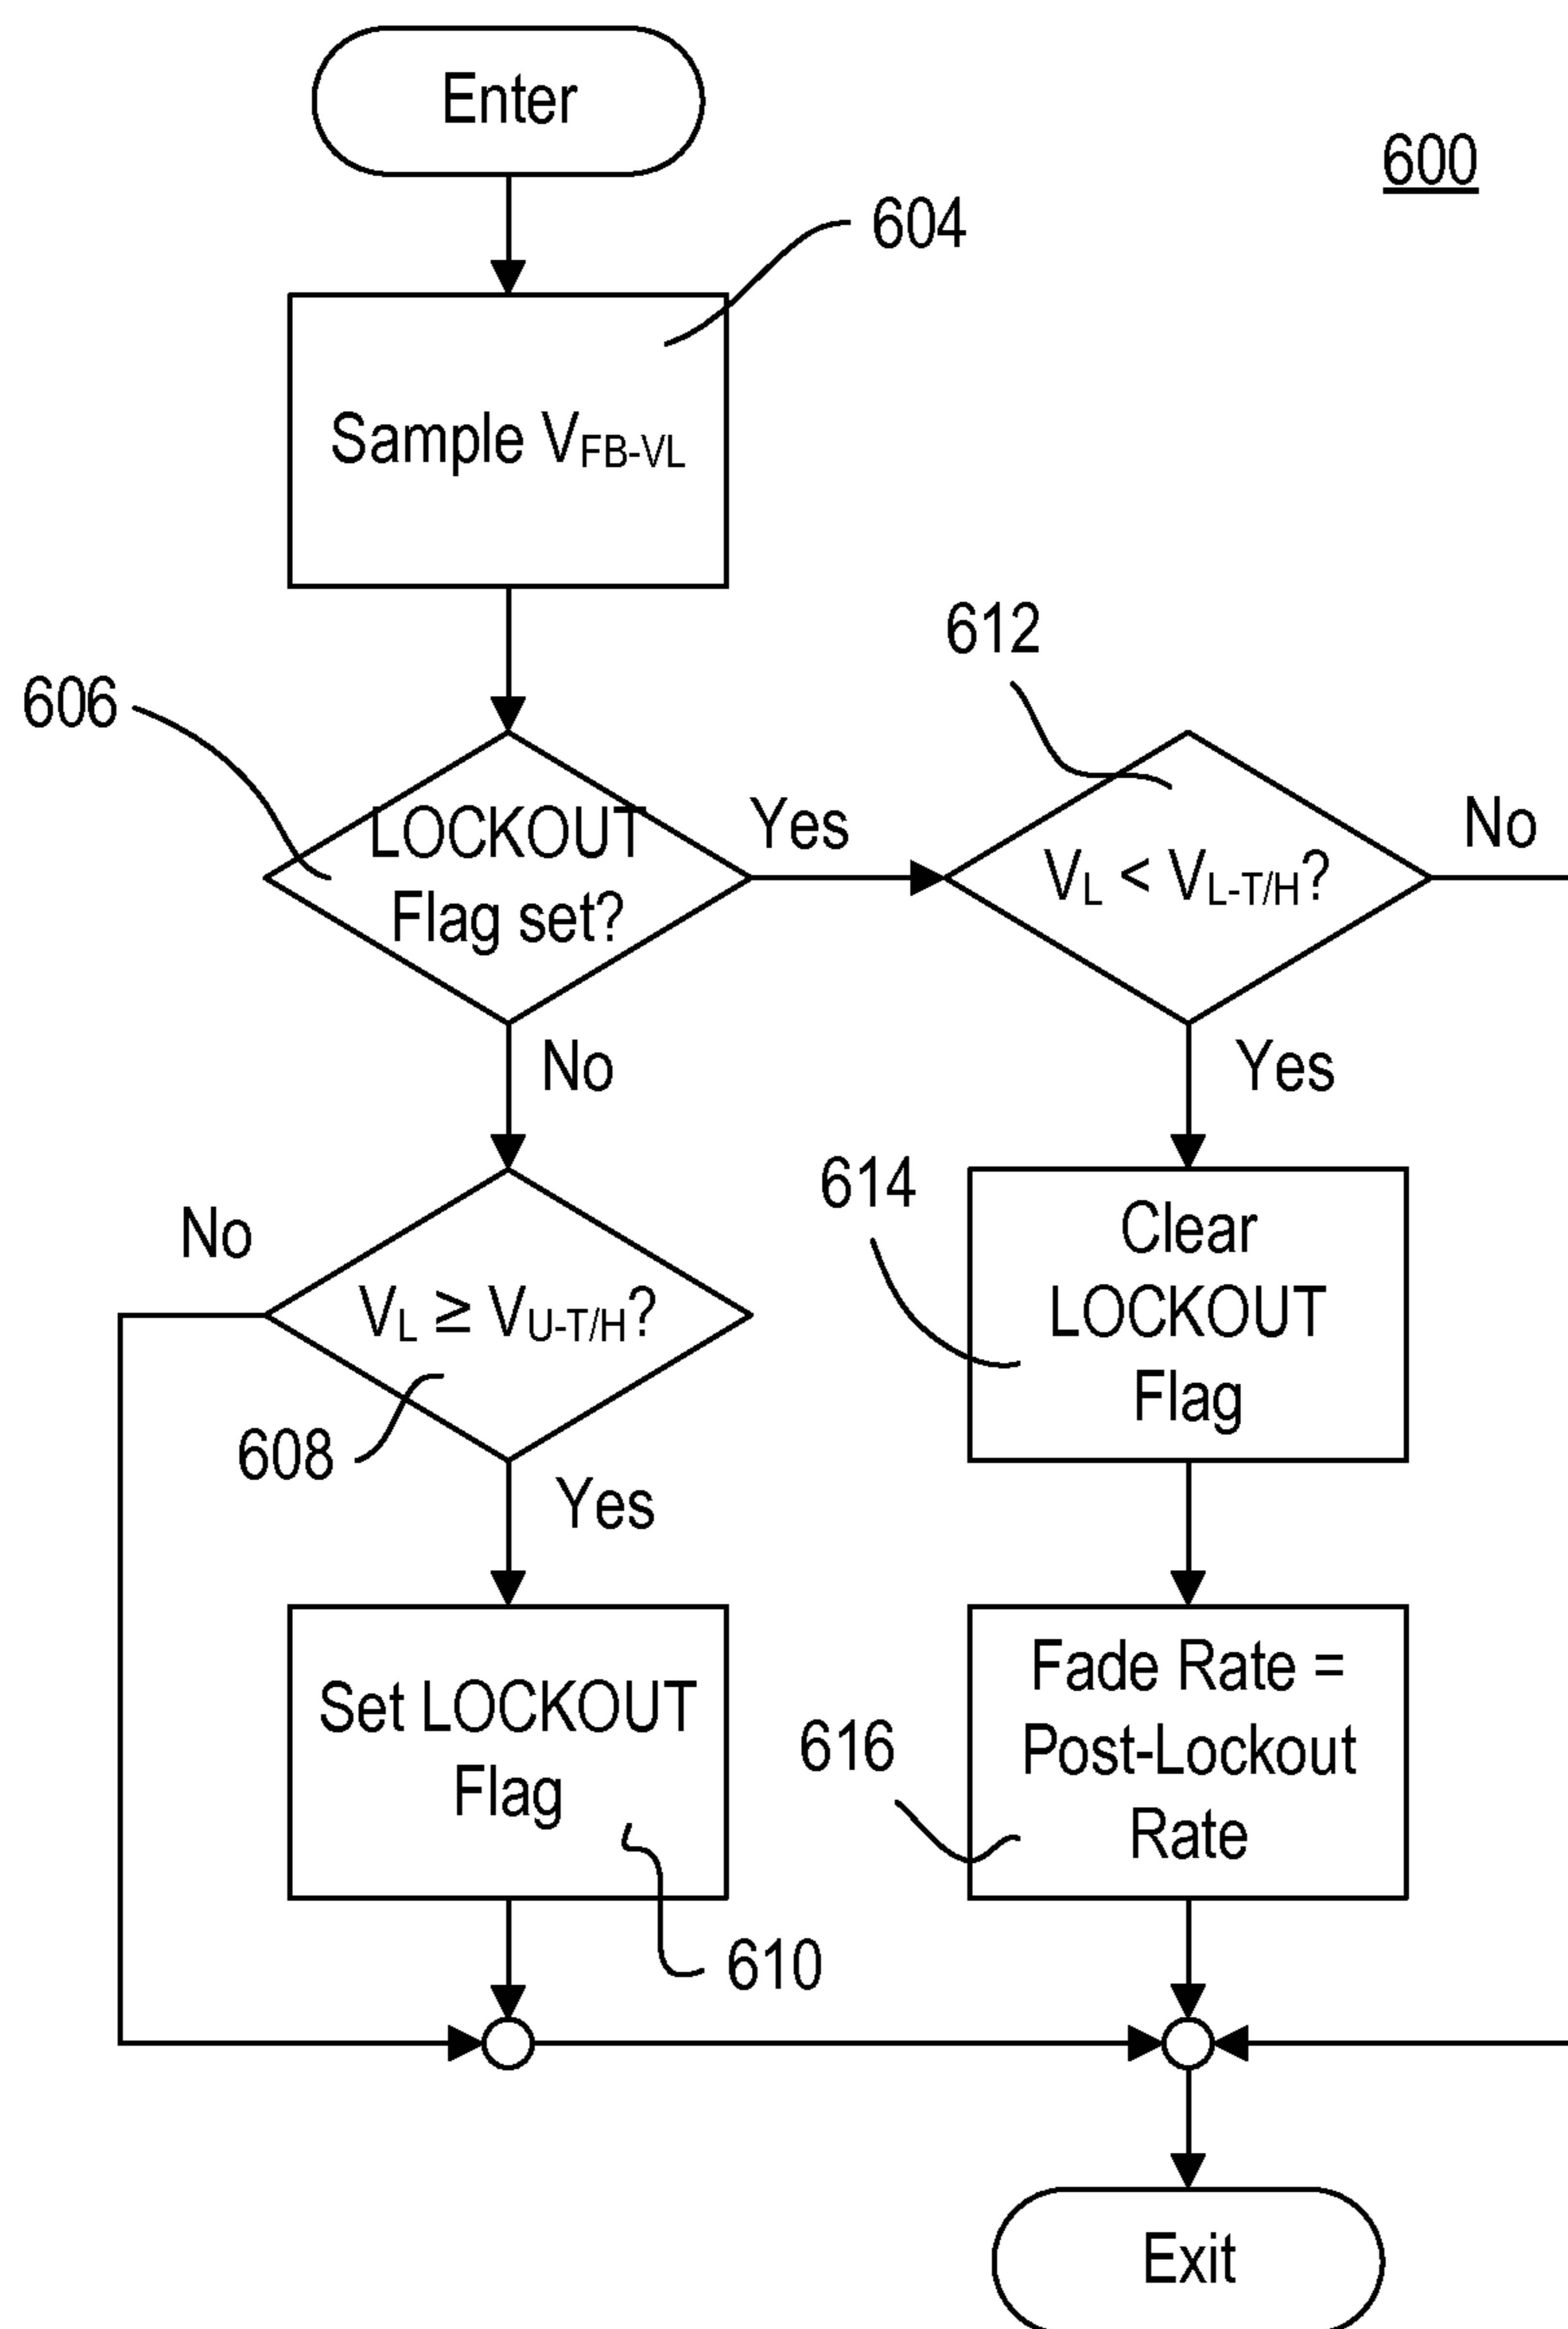 Enter
600
604
Sample VFB-VL
612
606
LOCKOUT
Flag set?
Yes
VL < VL-T/H?
No
No
Yes
614
Clear
LOCKOUT
Flag
No
VL ≥ VU-T/H?
608
Yes
Set LOCKOUT
Flag
616
Fade Rate =
Post-Lockout
Rate
610
Exit